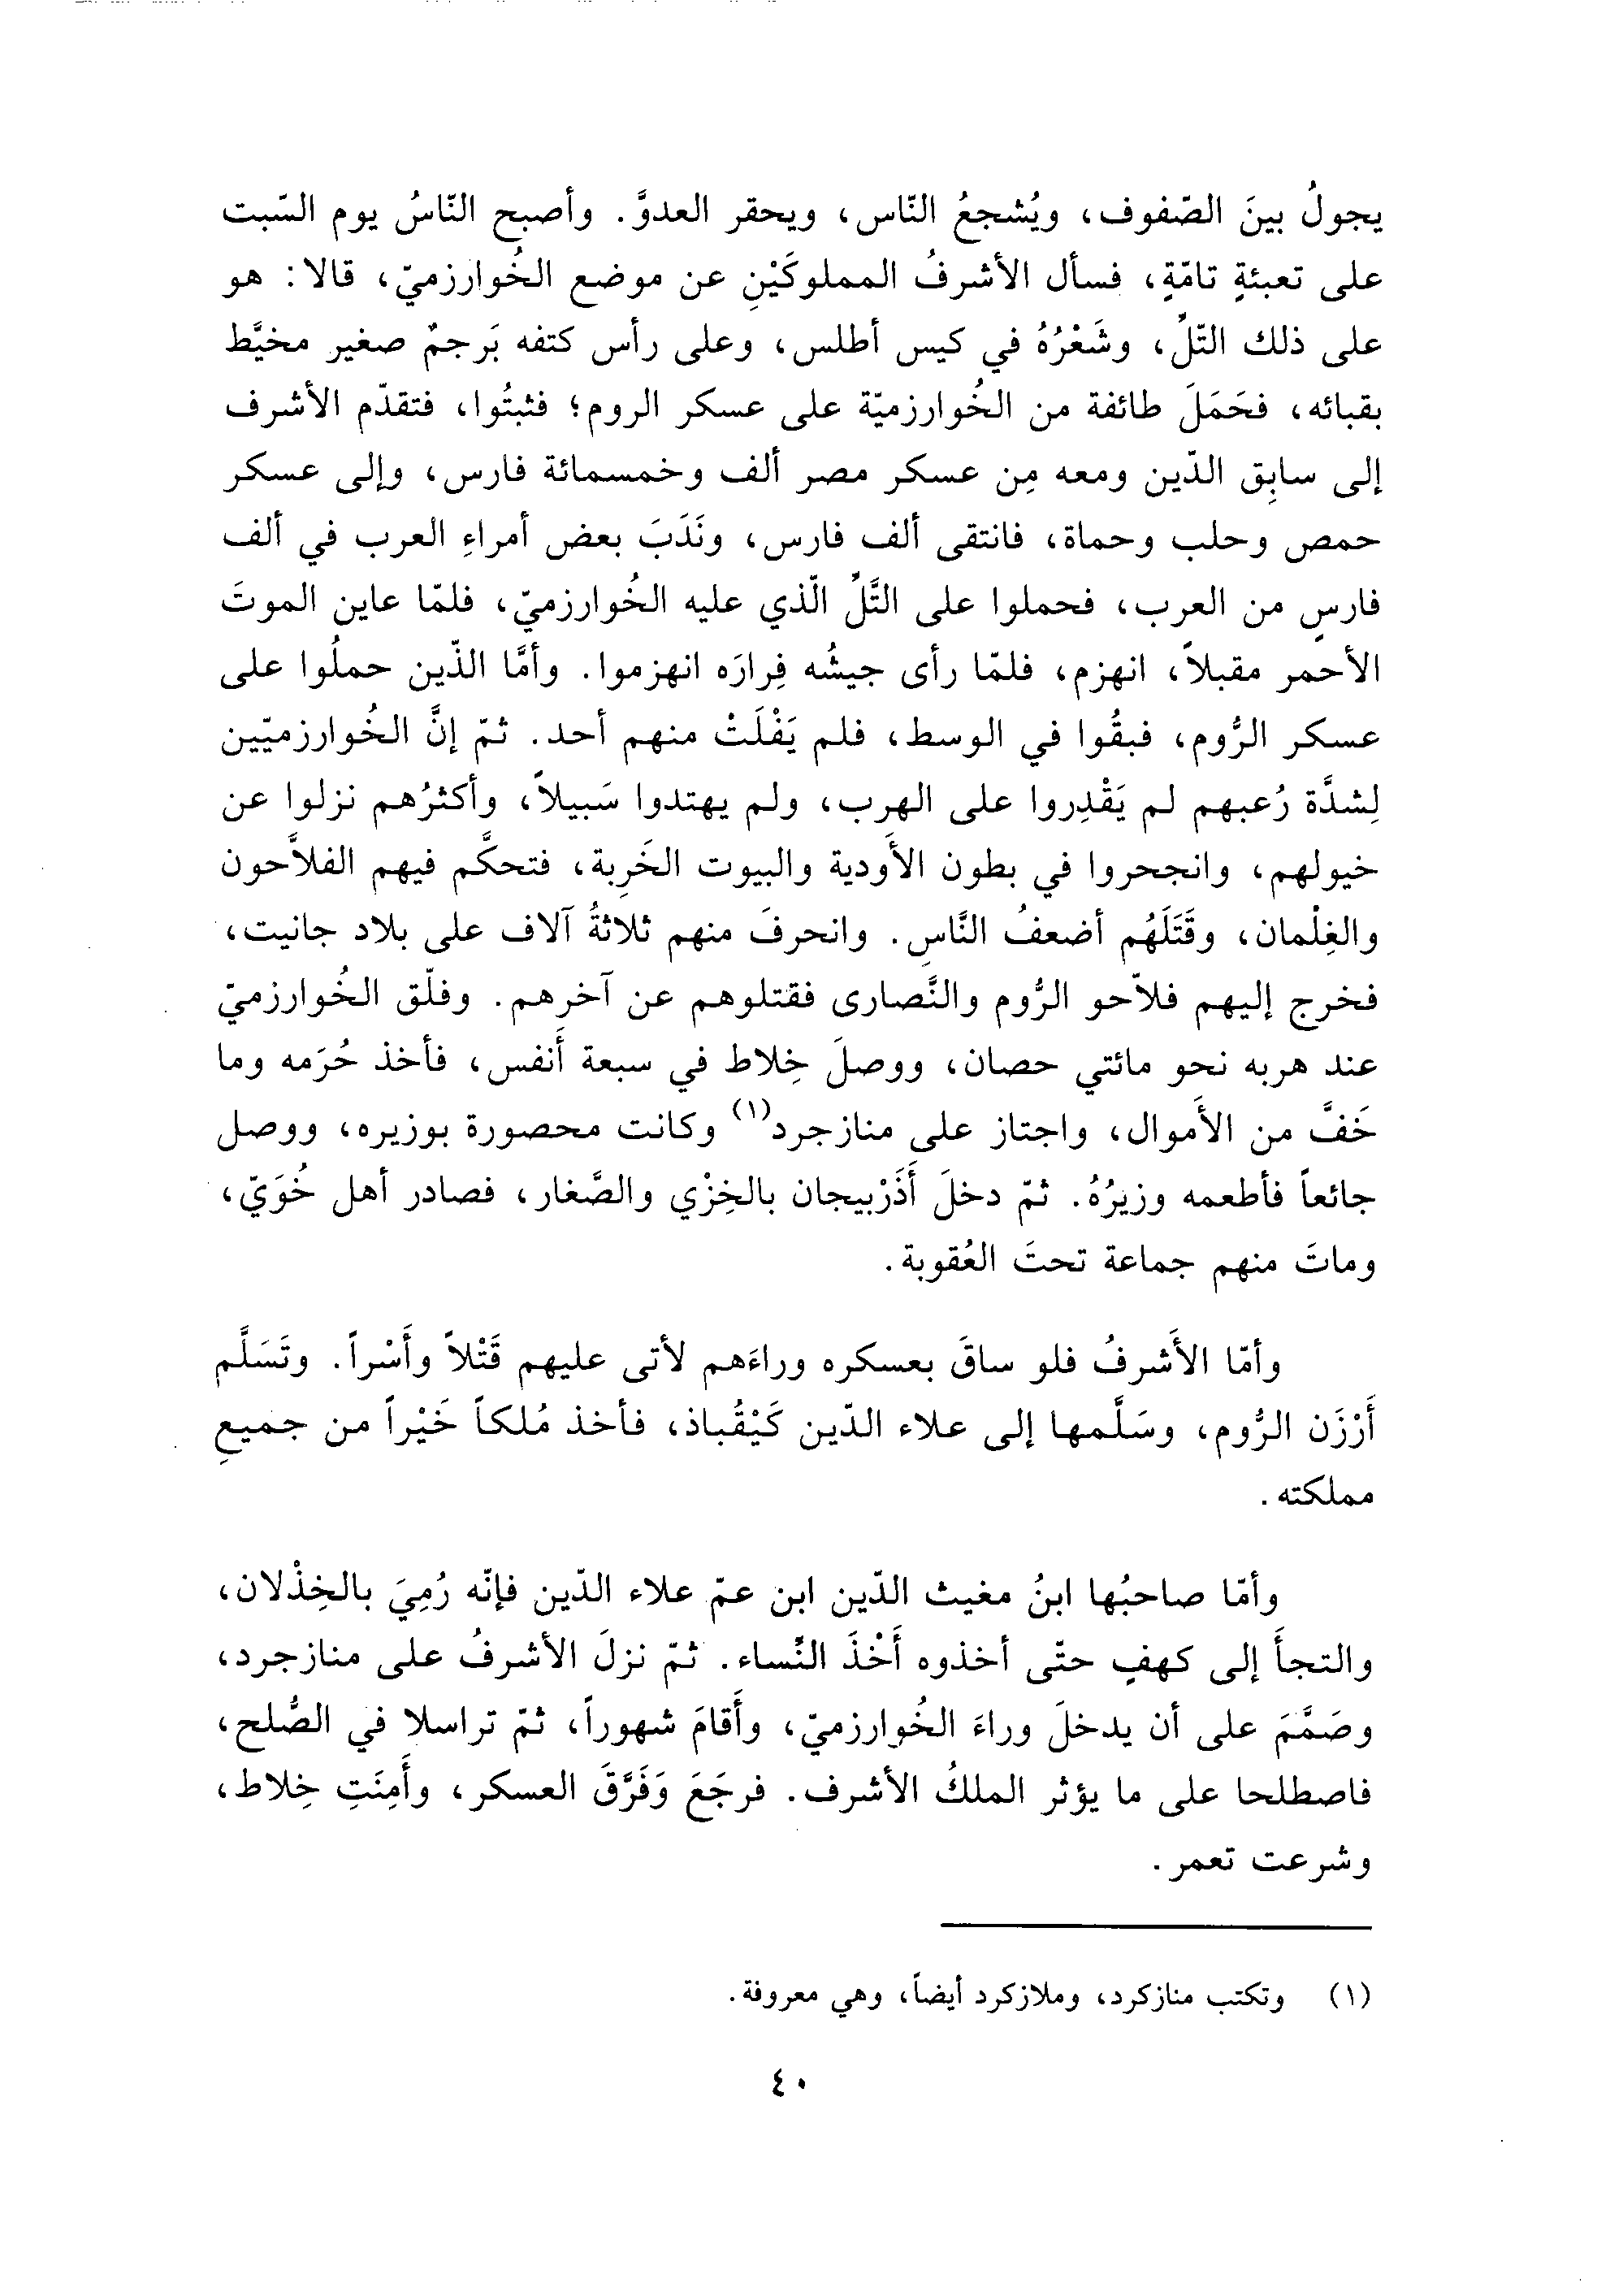 يجولُ بينَ الصّفوف، ويُشجعُ النّاس، ويحقر العدوَّ. وأصبح النّاسُ يوم السّبت
على تعبئةٍ تامّةٍ، فسأل الأشرفُ المملوكَيْنِ عن موضع الخُوارزميّ، قالا: هو
على ذلك التّلِّ، وشَعْرُهُ في كيس أطلس، وعلى رأس كتفه بَرجمٌ صغير مخيَّط
بقبائه، فحَمَلَ طائفة من الخُوارزميّة على عسكر الروم؛ فثبتُوا، فتقدّم الأشرف
إلى سابِق الدّين ومعه مِن عسكر مصر ألف وخمسمائة فارس، وإلى عسكر
حمص وحلب وحماة، فانتقى ألف فارس، ونَدَبَ بعض أمراءِ العرب في ألف
فارسٍ من العرب، فحملوا على التَّلِّ الّذي عليه الخُوارزميّ، فلمّا عاين الموتَ
الأحمر مقبلاً، انهزم، فلمّا رأى جيشُه فِرارَه انهزموا. وأمَّا الذّين حملُوا على
عسكر الرُّوم، فبقُوا في الوسط، فلم يَفْلَتْ منهم أحد. ثمّ إنَّ الخُوارزميّين
لِشدَّة رُعبهم لم يَقْدِروا على الهرب، ولم يهتدوا سَبيلاً، وأكثرُهم نزلوا عن
خيولهم، وانجحروا في بطون الأَودية والبيوت الخَرِبة، فتحكَّم فيهم الفلاَّحون
والغِلْمان، وقَتَلَهُم أضعفُ النَّاسِ. وانحرفَ منهم ثلاثةُ آلاف على بلاد جانيت،
فخرج إليهم فلاّحو الرُّوم والنَّصارى فقتلوهم عن آخرهم. وفلّق الخُوارزميّ
عند هربه نحو مائتي حصان، ووصلَ خِلاط في سبعة أَنفس، فأخذ حُرَمه وما
خَفَّ من الأَموال، واجتاز على منازجرد(١) وكانت محصورة بوزيره، ووصل
جائعاً فأطعمه وزيرُهُ. ثمّ دخلَ أَذَرْبيجان بالخِزْي والصَّغار، فصادر أهل خُوَيّ،
وماتَ منهم جماعة تحتَ العُقوبة.
وأمّا الأَشرفُ فلو ساقَ بعسكره وراءَهم لأتى عليهم قَتْلاً وأَسْراً. وتَسَلَّم
أَرْزَن الرُّوم، وسَلَّمها إلى علاء الدّين كَيْقُباذ، فأخذ مُلكاً خَيْراً من جميعِ
مملكته.
وأمّا صاحبُها ابنُ مغيث الدّين ابن عمّ علاء الدّين فإنّه رُمِيَ بالخِذْلان،
والتجأَ إلى كهفٍ حتّى أخذوه أَخْذَ النِّساء. ثمّ نزلَ الأشرفُ على منازجرد،
وصَمَّمَ على أن يدخلَ وراءَ الخُوارزميّ، وأَقامَ شهوراً، ثمّ تراسلا في الصُّلح،
فاصطلحا على ما يؤثر الملكُ الأشرف. فرجَعَ وَفَرَّقَ العسكر، وأَمِنَتِ خِلاط،
وشرعت تعمر.
(١) وتكتب منازكرد، وملازكرد أيضاً، وهي معروفة.
٤٠